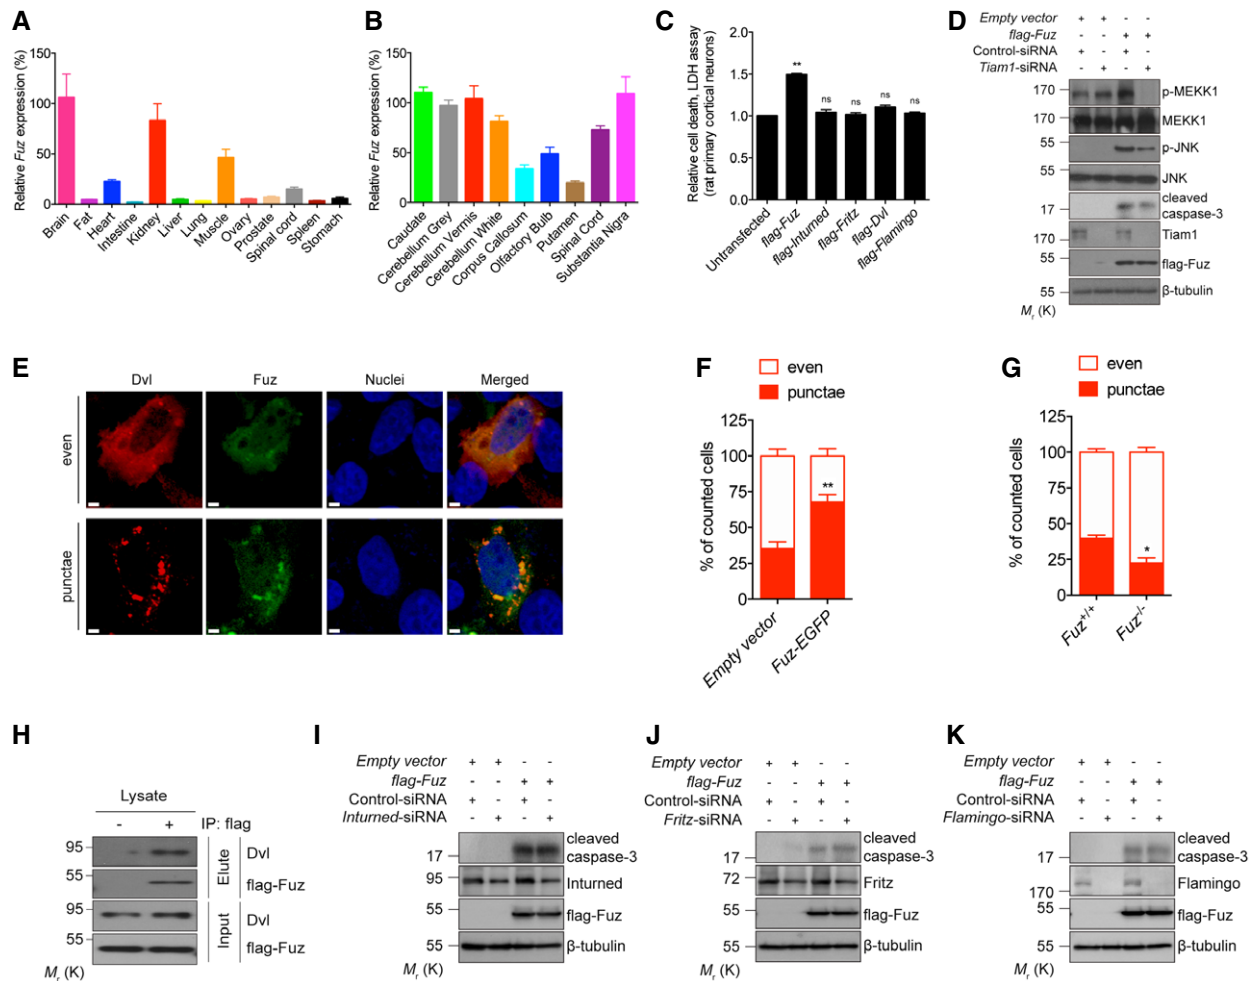 A
Relative Fuz expression (%)
150
100
50
0
Brain
Fat
Heart
Intestine
Kidney
Liver
Lung
Muscle
Ovary
Prostate
Spinal cord
Spleen
Stomach
B
Relative Fuz expression (%)
150
100
50
0
Caudate
Cerebellum Grey
Cerebellum Vermis
Cerebellum White
Corpus Callosum
Olfactory Bulb
Putamen
Spinal Cord
Substantia Nigra
C
Relative cell death, LDH assay
(rat primary cortical neurons)
2.0
1.5
1.0
0.5
0.0
**
ns
ns
ns
ns
Untransfected
flag-Fuz
flag-Inturned
flag-Fritz
flag-Dvl
flag-Flamingo
D
Empty vector + + - -
flag-Fuz - - + +
Control-siRNA + - + -
Tiam1-siRNA - + - +
170 p-MEKK1
170 MEKK1
55 p-JNK
55 JNK
17 cleaved
caspase-3
170 Tiam1
55 flag-Fuz
55 β-tubulin
Mr (K)
E
Dvl Fuz Nuclei Merged
even
punctae
F
even
punctae
% of counted cells
125
100
75
50
25
0
**
Empty vector
Fuz-EGFP
G
even
punctae
% of counted cells
125
100
75
50
25
0
*
Fuz+/+
Fuz-/-
H
Lysate
- + IP: flag
95 Dvl
55 flag-Fuz
Elute
95 Dvl
55 flag-Fuz
Input
Mr (K)
I
Empty vector + + - -
flag-Fuz - - + +
Control-siRNA + - + -
Inturned-siRNA - + - +
17 cleaved
caspase-3
95 Inturned
55 flag-Fuz
55 β-tubulin
Mr (K)
J
Empty vector + + - -
flag-Fuz - - + +
Control-siRNA + - + -
Fritz-siRNA - + - +
17 cleaved
caspase-3
72 Fritz
55 flag-Fuz
55 β-tubulin
Mr (K)
K
Empty vector + + - -
flag-Fuz - - + +
Control-siRNA + - + -
Flamingo-siRNA - + - +
17 cleaved
caspase-3
170 Flamingo
55 flag-Fuz
55 β-tubulin
Mr (K)